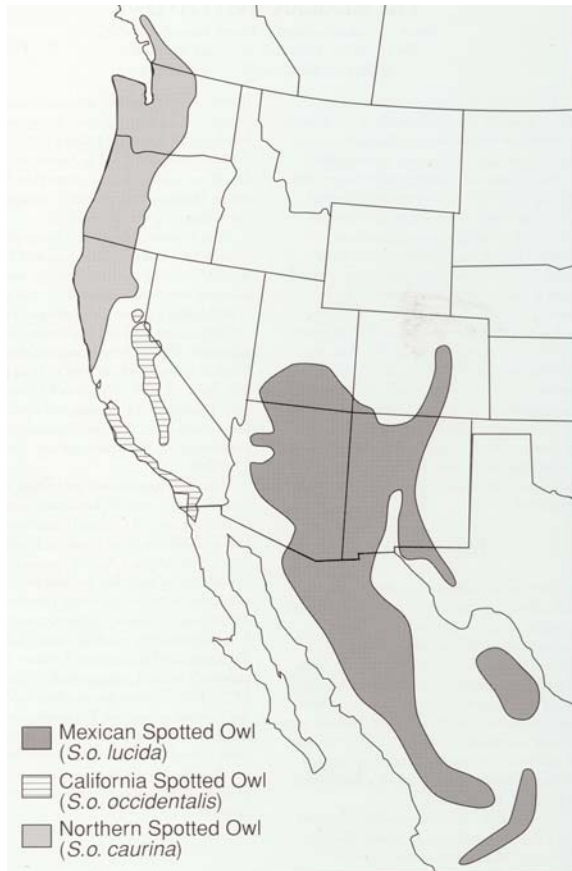 Mexican Spotted Owl
(S.o. lucida)
California Spotted Owl
(S.o. occidentalis)
Northern Spotted Owl
(S.o. caurina)